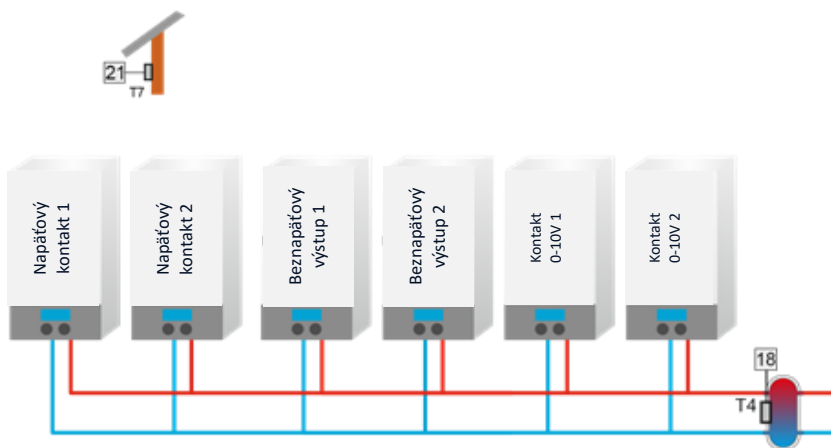 21
T7
Napäťový
kontakt 1
Napäťový
kontakt 2
Beznapäťový
výstup 1
Beznapäťový
výstup 2
Kontakt
0-10V 1
Kontakt
0-10V 2
18
T4